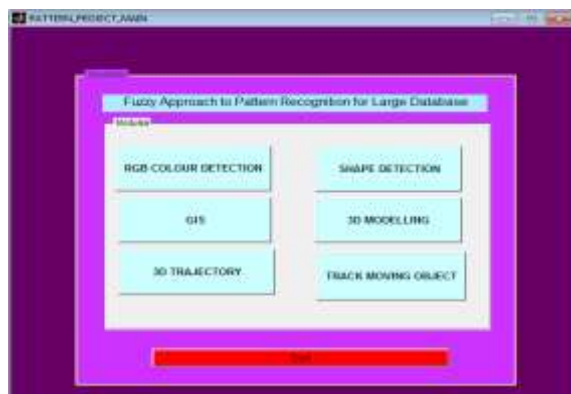 PATTERN_PROJECT_MAIN
Fuzzy Approach to Pattern Recognition for Large Database
Modules
RGB COLOUR DETECTION
SHAPE DETECTION
GIS
3D MODELLING
3D TRAJECTORY
TRACK MOVING OBJECT